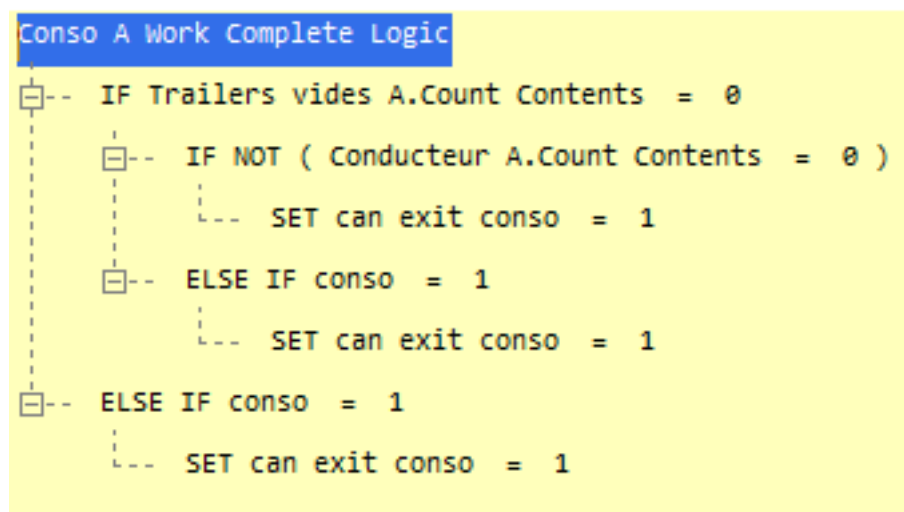 Conso A Work Complete Logic
IF Trailers vides A.Count Contents = 0
IF NOT ( Conducteur A.Count Contents = 0 )
SET can exit conso = 1
ELSE IF conso = 1
SET can exit conso = 1
ELSE IF conso = 1
SET can exit conso = 1